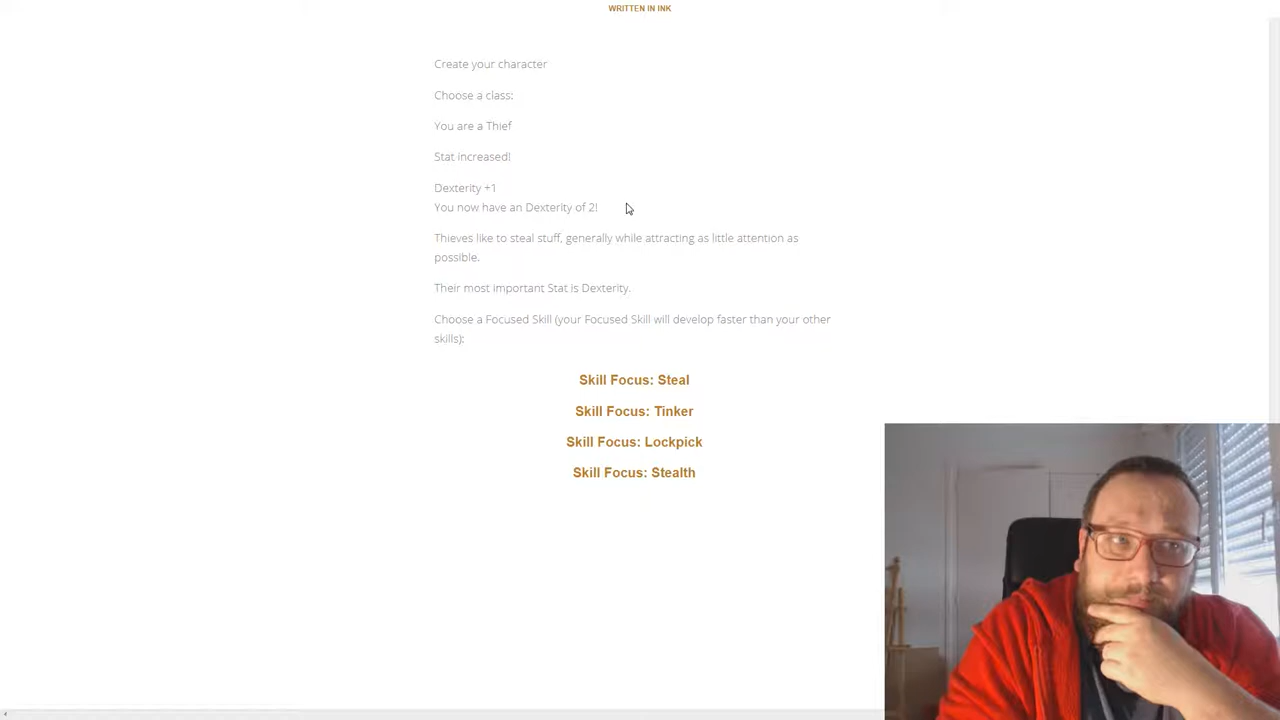 WRITTEN IN INK
Create your character
Choose a class:
You are a Thief
Stat increased!
Dexterity +1
You now have an Dexterity of 2!
Thieves like to steal stuff, generally while attracting as little attention as
possible.
Their most important Stat is Dexterity.
Choose a Focused Skill (your Focused Skill will develop faster than your other
skills):
Skill Focus: Steal
Skill Focus: Tinker
Skill Focus: Lockpick
Skill Focus: Stealth